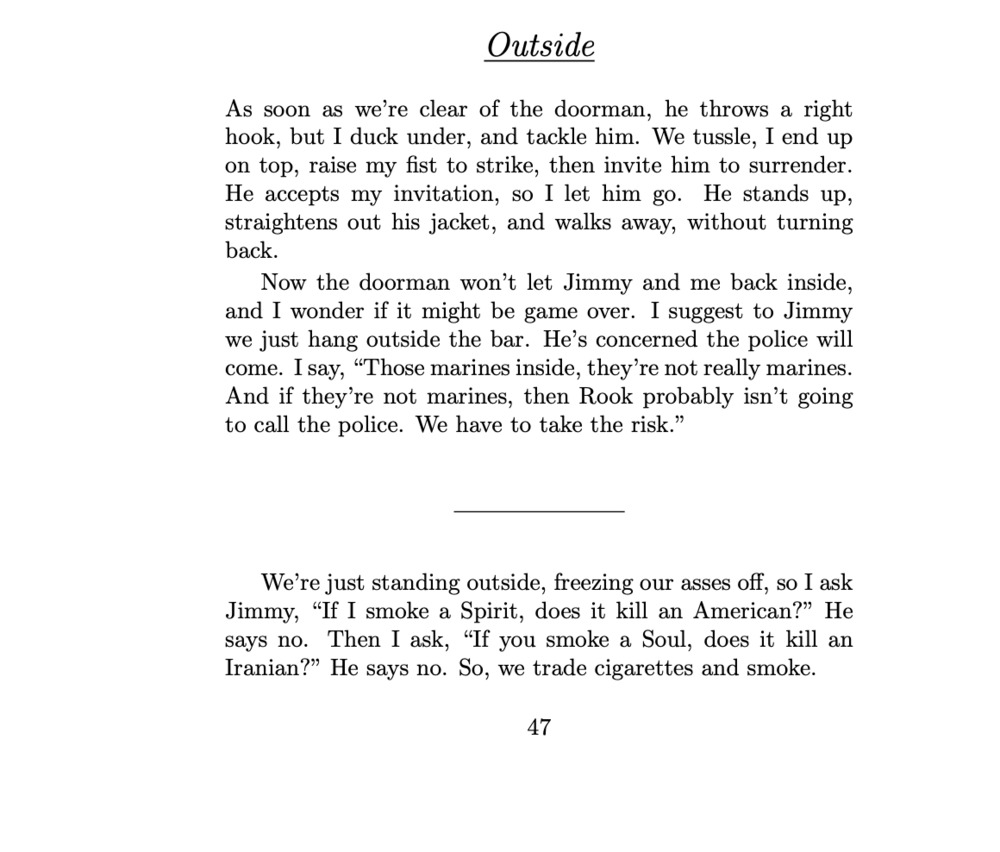 Outside
As soon as we're clear of the doorman, he throws a right
hook, but I duck under, and tackle him. We tussle, I end up
on top, raise my fist to strike, then invite him to surrender.
He accepts my invitation, so I let him go. He stands up,
straightens out his jacket, and walks away, without turning
back.
Now the doorman won't let Jimmy and me back inside,
and I wonder if it might be game over. I suggest to Jimmy
we just hang outside the bar. He's concerned the police will
come. I say, “Those marines inside, they're not really marines.
And if they're not marines, then Rook probably isn't going
to call the police. We have to take the risk.”
We're just standing outside, freezing our asses off, so I ask
Jimmy, “If I smoke a Spirit, does it kill an American?” He
says no. Then I ask, “If you smoke a Soul, does it kill an
Iranian?” He says no. So, we trade cigarettes and smoke.
47